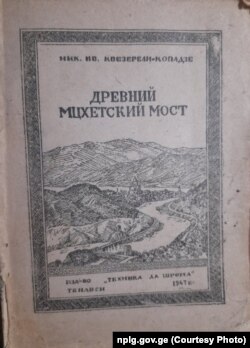 НИК. ИВ. КВЕЗЕРЕЛИ-КОПАДЗЕ
ДРЕВНИЙ
МЦХЕТСКИЙ МОСТ
ИЗД-ВО „ТЕХНИКА ДА ШРОМА“
ТБИЛИСИ 1947 г.
nplg.gov.ge (Courtesy Photo)